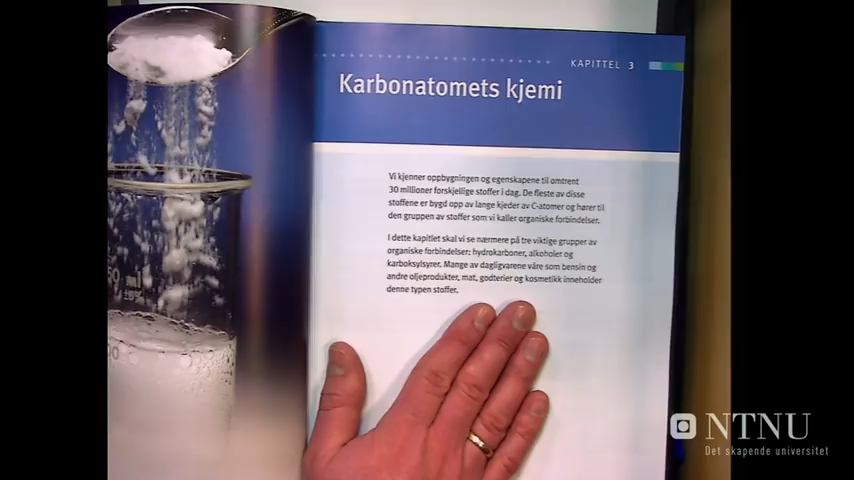 KAPITTEL 3
Karbonatomets kjemi
Vi kjenner oppbygningen og egenskapene til omtrent
30 millioner forskjellige stoffer i dag. De fleste av disse
stoffene er bygd opp av lange kjeder av C-atomer og hører til
den gruppen av stoffer som vi kaller organiske forbindelser.
I dette kapitlet skal vi se nærmere på tre viktige grupper av
organiske forbindelser: hydrokarboner, alkoholer og
karboksylsyrer. Mange av dagligvarene våre som bensin og
andre oljeprodukter, mat, godterier og kosmetikk inneholder
denne typen stoffer.
NTNU
Det skapende universitet